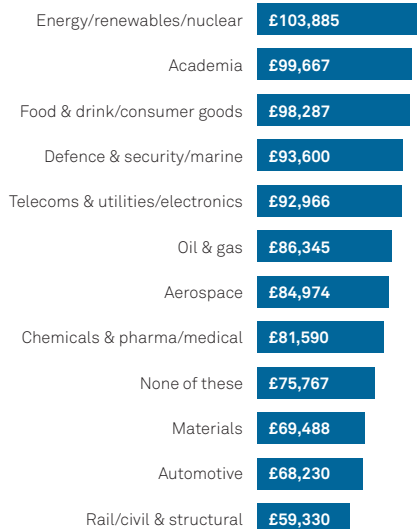 Energy/renewables/nuclear £103,885
Academia £99,667
Food & drink/consumer goods £98,287
Defence & security/marine £93,600
Telecoms & utilities/electronics £92,966
Oil & gas £86,345
Aerospace £84,974
Chemicals & pharma/medical £81,590
None of these £75,767
Materials £69,488
Automotive £68,230
Rail/civil & structural £59,330